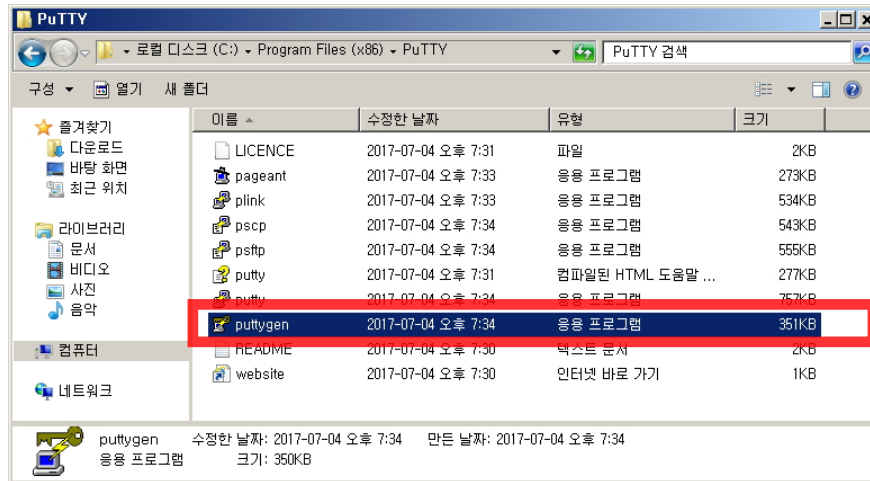 PuTTY
로컬 디스크 (C:) Program Files (x86) PuTTY PuTTY 검색
구성 열기 새 폴더
이름 수정한 날짜 유형 크기
즐겨찾기
다운로드
바탕 화면
최근 위치
라이브러리
문서
비디오
사진
음악
컴퓨터
네트워크
LICENCE 2017-07-04 오후 7:31 파일 2KB
pageant 2017-07-04 오후 7:33 응용 프로그램 273KB
plink 2017-07-04 오후 7:33 응용 프로그램 534KB
pscp 2017-07-04 오후 7:34 응용 프로그램 543KB
psftp 2017-07-04 오후 7:34 응용 프로그램 555KB
putty 2017-07-04 오후 7:31 컴파일된 HTML 도움말 ... 277KB
putty 2017-07-04 오후 7:34 응용 프로그램 757KB
puttygen 2017-07-04 오후 7:34 응용 프로그램 351KB
README 2017-07-04 오후 7:30 텍스트 문서 2KB
website 2017-07-04 오후 7:30 인터넷 바로 가기 1KB
puttygen 수정한 날짜: 2017-07-04 오후 7:34 만든 날짜: 2017-07-04 오후 7:34
응용 프로그램 크기: 350KB